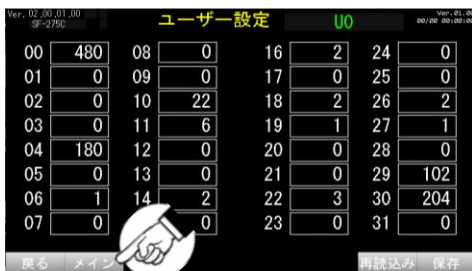 Ver. 02.00.01.00
SF-275C
ユーザー設定
U0
Ver.01.0
00/00 00:00:0
00 480 08 0 16 2 24 0
01 0 09 0 17 0 25 0
02 0 10 22 18 2 26 2
03 0 11 6 19 1 27 1
04 180 12 0 20 0 28 0
05 0 13 0 21 0 29 102
06 1 14 2 22 3 30 204
07 0 0 23 0 31 0
戻る メイン 再読込み 保存